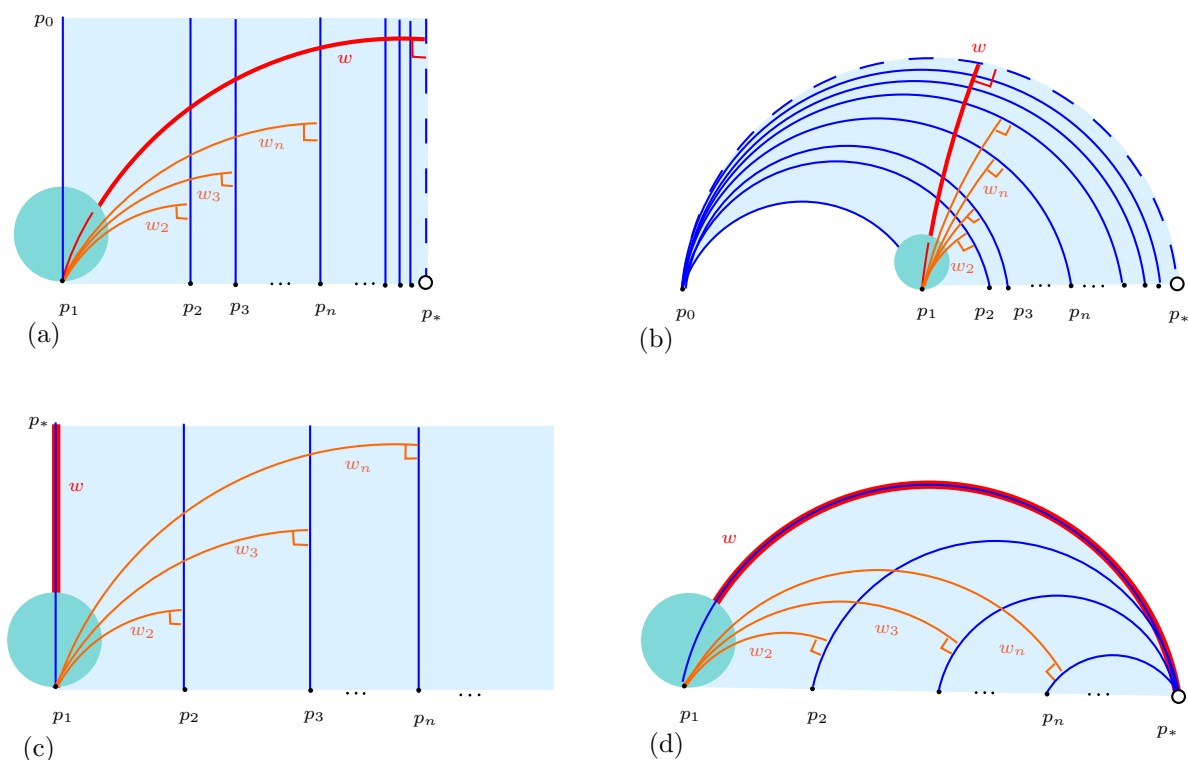 p₀
w
wₙ
w₃
w₂
p₁ p₂ p₃ ... pₙ ... p*
(a)
w
wₙ
w₂
p₀ p₁ p₂ p₃ ... pₙ ... p*
(b)
p*
w
wₙ
w₃
w₂
p₁ p₂ p₃ ... pₙ ...
(c)
w
w₂ w₃ wₙ
p₁ p₂ ... pₙ ... p*
(d)